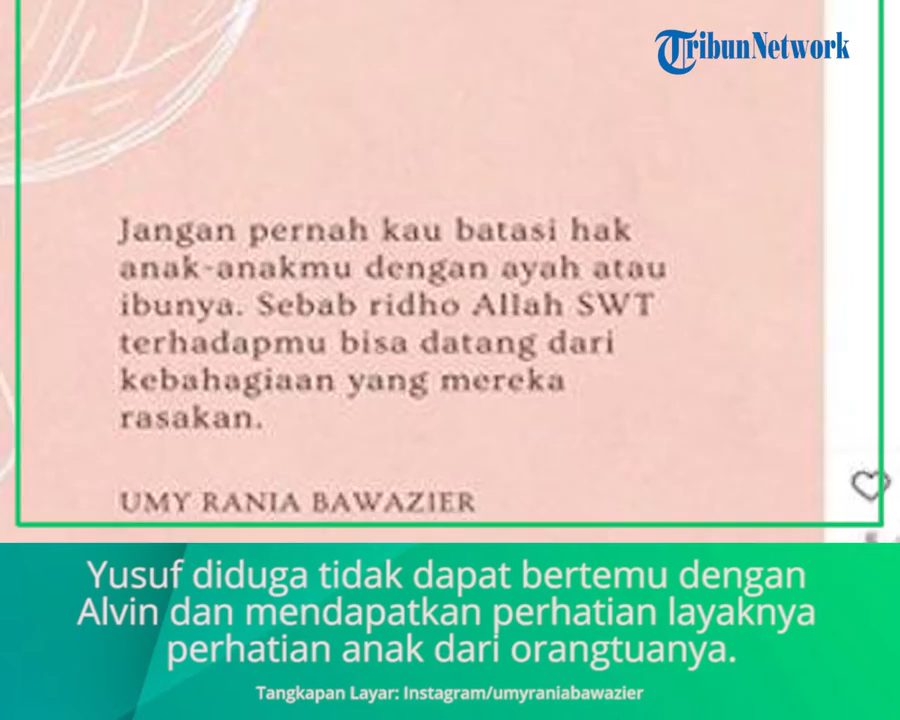 TribunNetwork
Jangan pernah kau batasi hak
anak-anakmu dengan ayah atau
ibunya. Sebab ridho Allah SWT
terhadapmu bisa datang dari
kebahagiaan yang mereka
rasakan.
UMY RANIA BAWAZIER
Yusuf diduga tidak dapat bertemu dengan
Alvin dan mendapatkan perhatian layaknya
perhatian anak dari orangtuanya.
Tangkapan Layar: Instagram/umyraniabawazier